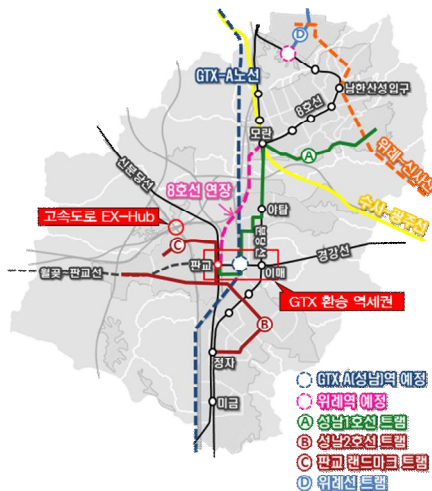 D
GTX-A노선
남한산성입구
8호선
모란
위례-신사선
A
신분당선
8호선 연장
수서-광주선
야탑
고속도로 EX-Hub
분당선
C
판교
경강선
이매
월곶-판교선
GTX 환승 역세권
B
정자
미금
GTX A(성남)역 예정
위례역 예정
A 성남1호선 트램
B 성남2호선 트램
C 판교 랜드마크 트램
D 위례선 트램